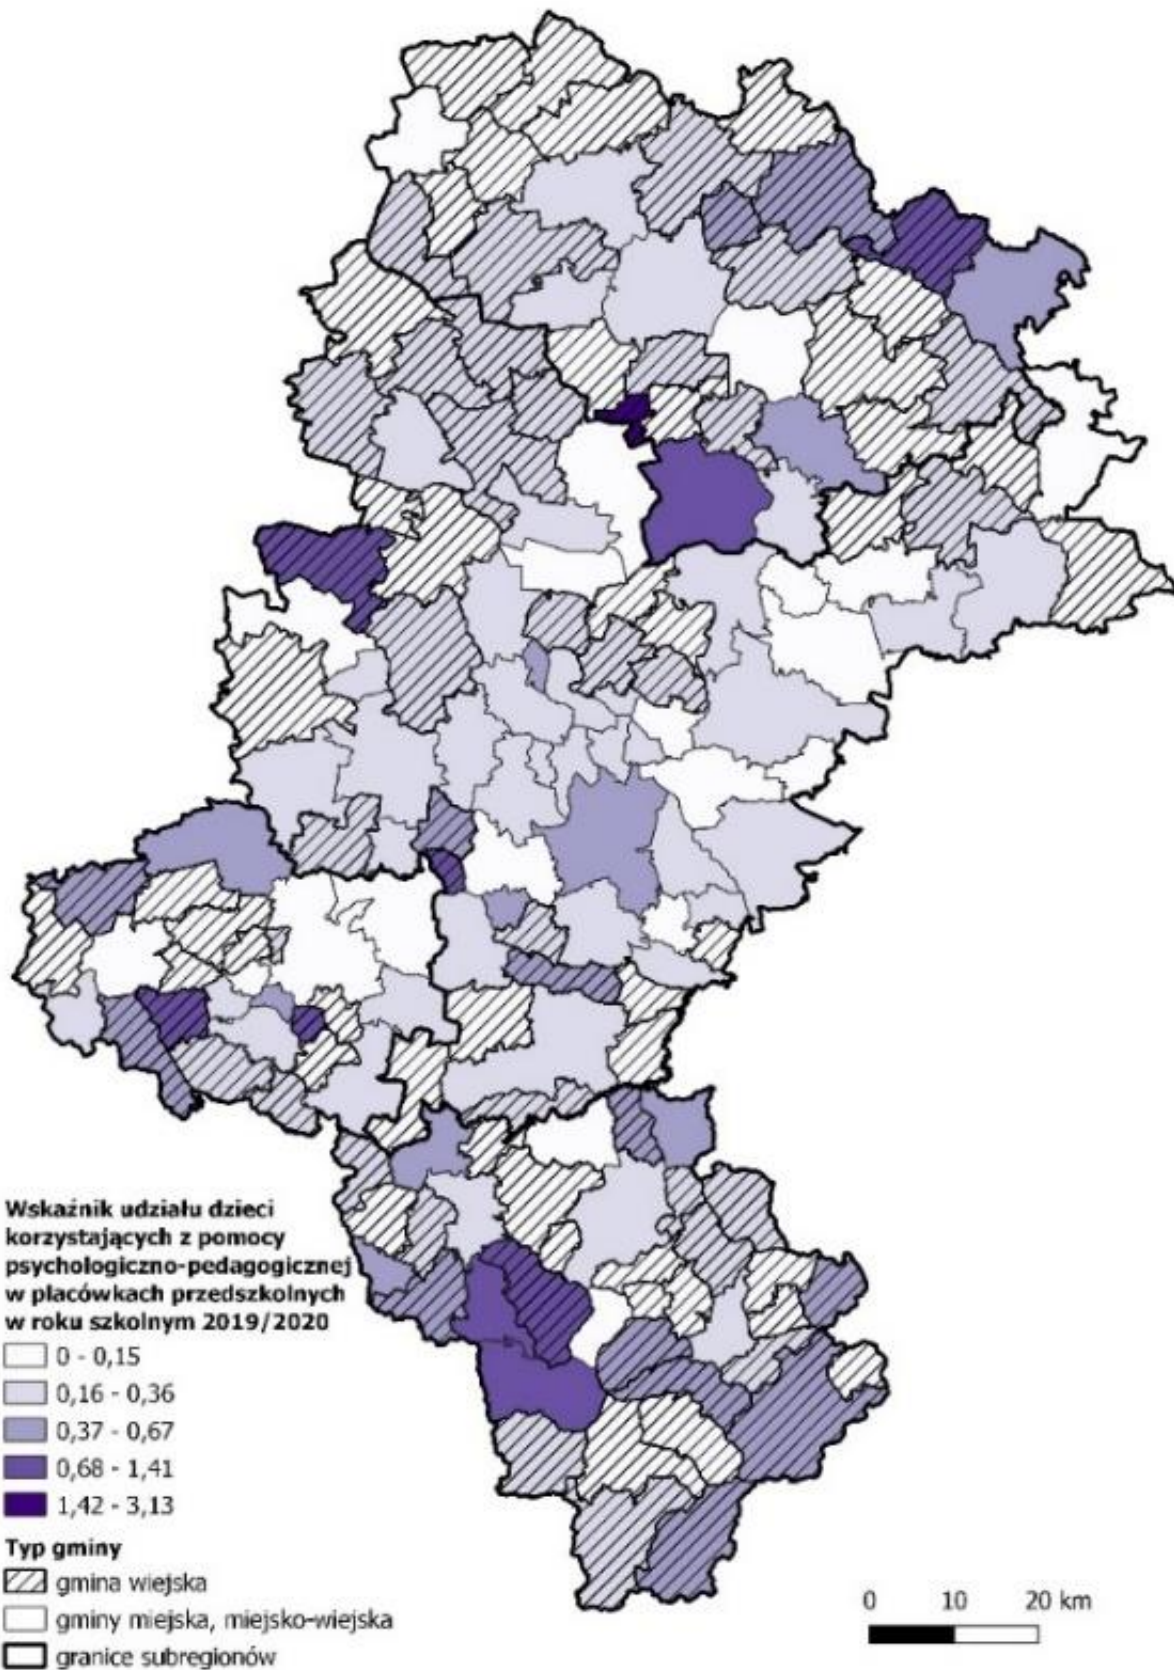 Wskaźnik udziału dzieci
korzystających z pomocy
psychologiczno-pedagogicznej
w placówkach przedszkolnych
w roku szkolnym 2019/2020
0 - 0,15
0,16 - 0,36
0,37 - 0,67
0,68 - 1,41
1,42 - 3,13
Typ gminy
gmina wiejska
gminy miejska, miejsko-wiejska
granice subregionów
0 10 20 km